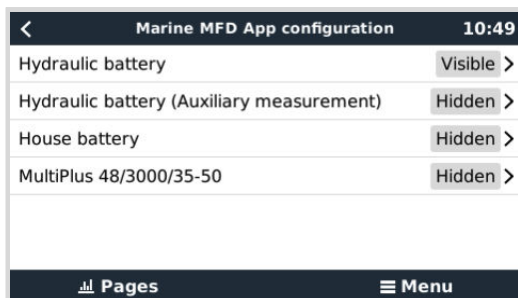 Marine MFD App configuration 10:49
Hydraulic battery Visible
Hydraulic battery (Auxiliary measurement) Hidden
House battery Hidden
MultiPlus 48/3000/35-50 Hidden
Pages Menu